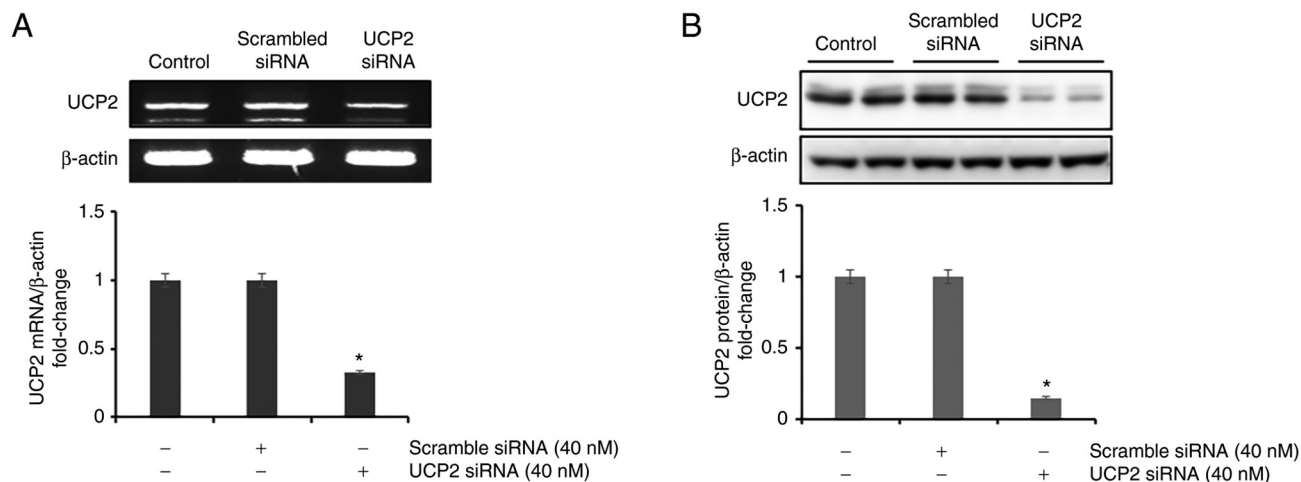 A
Control
Scrambled
siRNA
UCP2
siRNA
UCP2
β-actin
1.5
1
0.5
0
UCP2 mRNA/β-actin
fold-change
*
– + – Scramble siRNA (40 nM)
– – + UCP2 siRNA (40 nM)
B
Control
Scrambled
siRNA
UCP2
siRNA
UCP2
β-actin
1.5
1
0.5
0
UCP2 protein/β-actin
fold-change
*
– + – Scramble siRNA (40 nM)
– – + UCP2 siRNA (40 nM)